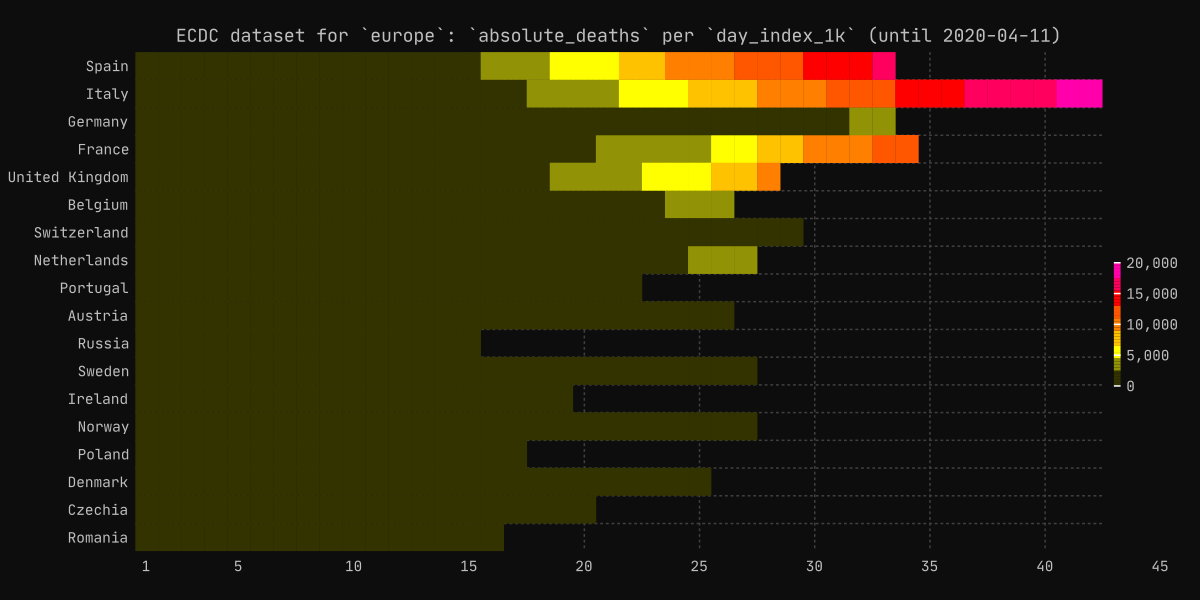 ECDC dataset for `europe`: `absolute_deaths` per `day_index_1k` (until 2020-04-11)
Spain
Italy
Germany
France
United Kingdom
Belgium
Switzerland
Netherlands
Portugal
Austria
Russia
Sweden
Ireland
Norway
Poland
Denmark
Czechia
Romania
1 5 10 15 20 25 30 35 40 45
20,000
15,000
10,000
5,000
0